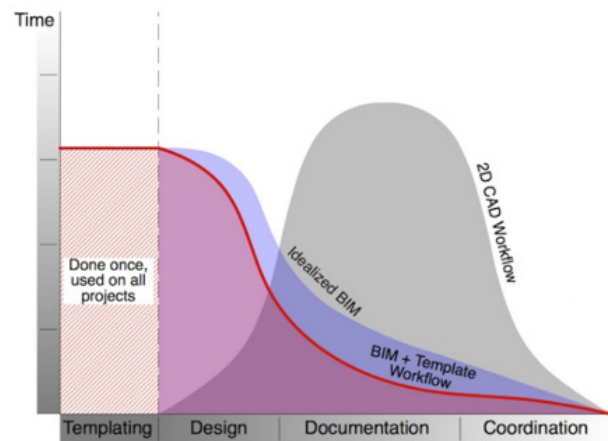 Time
Done once,
used on all
projects
Idealized BIM
BIM + Template
Workflow
2D CAD Workflow
Templating
Design
Documentation
Coordination